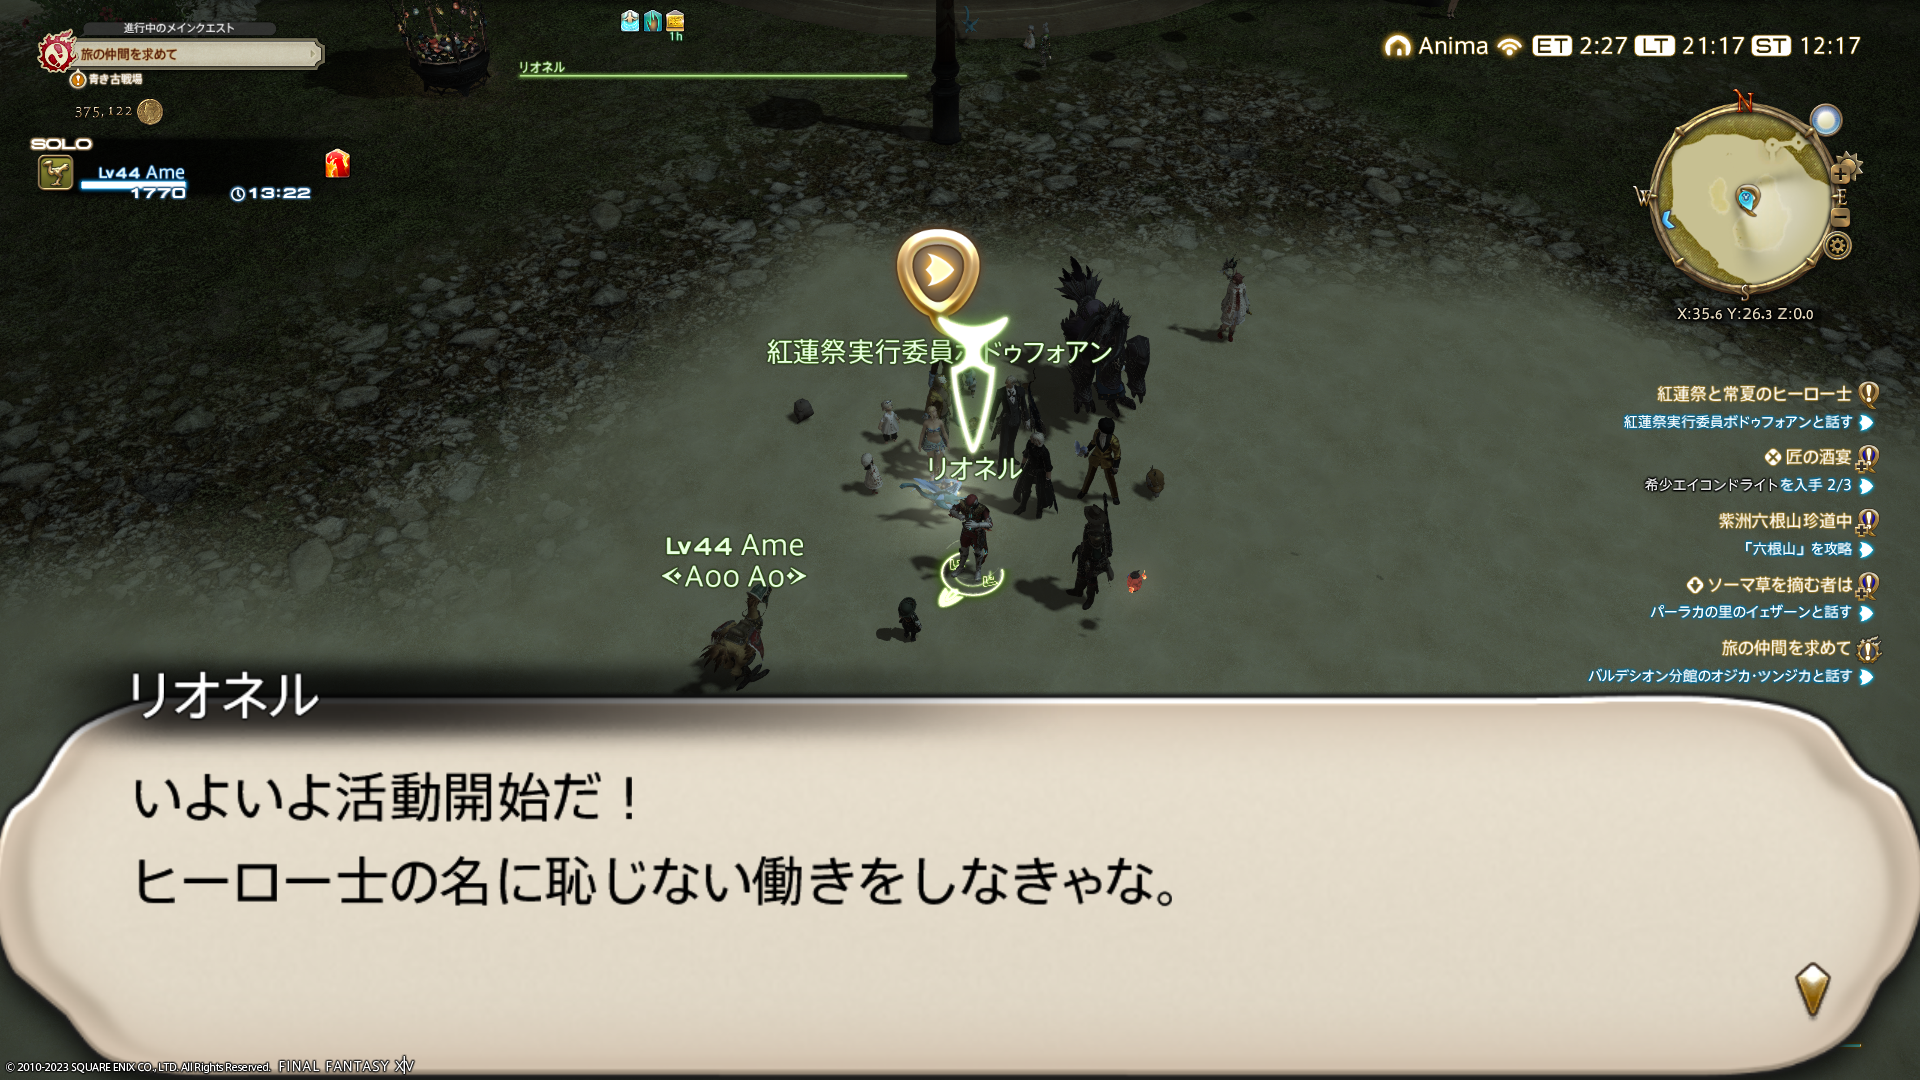 進行中のメインクエスト
旅の仲間を求めて
青き古戦場
375,122
SOLO
Lv44 Ame
1770
13:22
1h
リオネル
Anima ET 2:27 LT 21:17 ST 12:17
N
W
E
S
X:35.6 Y:26.3 Z:0.0
紅蓮祭実行委員ボドゥフォアン
リオネル
Lv44 Ame
Aoo Ao
紅蓮祭と常夏のヒーロー士
紅蓮祭実行委員ボドゥフォアンと話す
匠の酒宴
希少エイコンドライトを入手 2/3
紫洲六根山珍道中
「六根山」を攻略
ソーマ草を摘む者は
パーラカの里のイェザーンと話す
旅の仲間を求めて
バルデシオン分館のオジカ・ツンジカと話す
リオネル
いよいよ活動開始だ！
ヒーロー士の名に恥じない働きをしなきゃな。
© 2010-2023 SQUARE ENIX CO., LTD. All Rights Reserved. FINAL FANTASY XIV